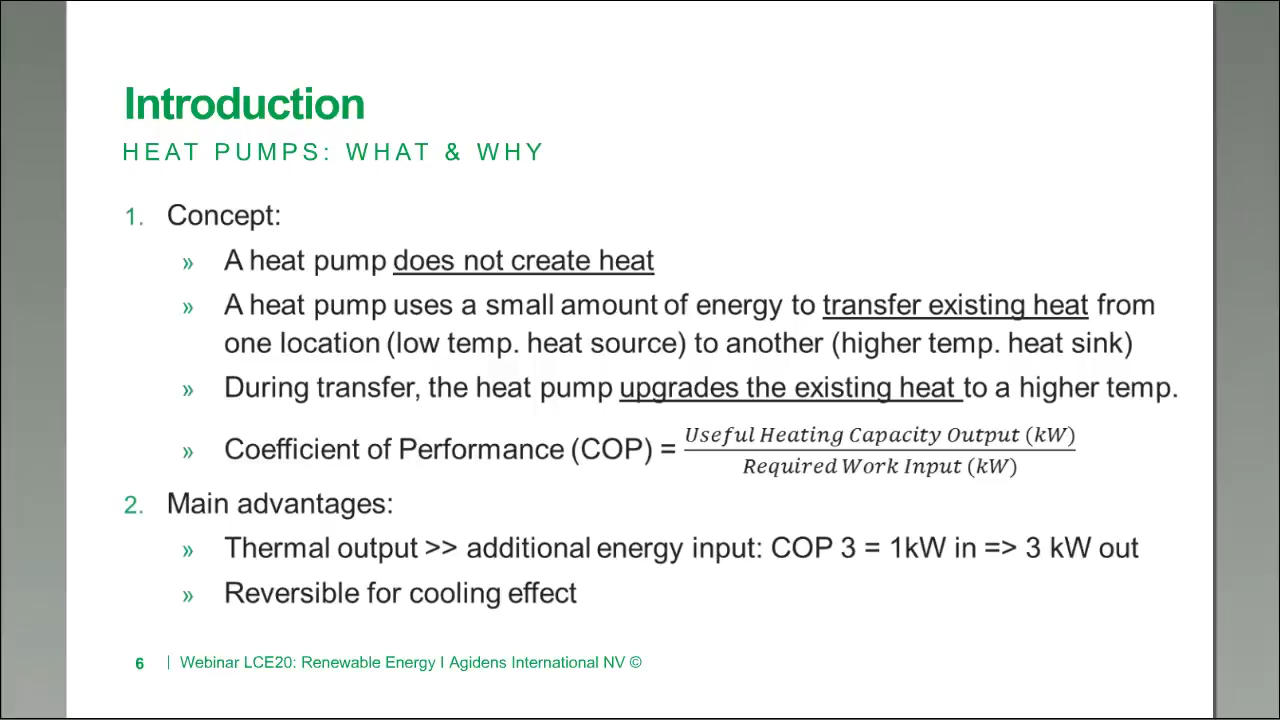 Introduction
HEAT PUMPS: WHAT & WHY
1. Concept:
» A heat pump does not create heat
» A heat pump uses a small amount of energy to transfer existing heat from
one location (low temp. heat source) to another (higher temp. heat sink)
» During transfer, the heat pump upgrades the existing heat to a higher temp.
» Coefficient of Performance (COP) = Useful Heating Capacity Output (kW)
Required Work Input (kW)
2. Main advantages:
» Thermal output >> additional energy input: COP 3 = 1kW in => 3 kW out
» Reversible for cooling effect
6 | Webinar LCE20: Renewable Energy I Agidens International NV ©